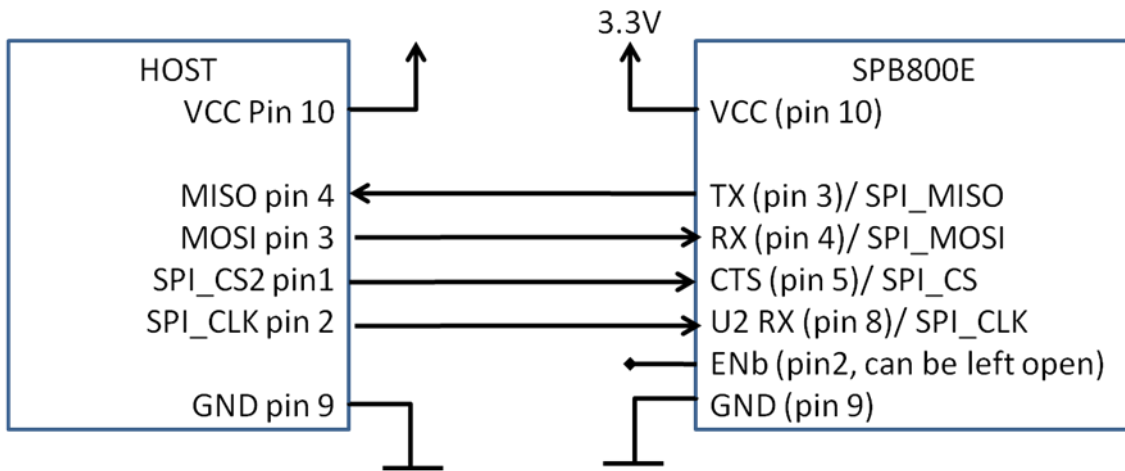 3.3V
HOST
VCC Pin 10
MISO pin 4
MOSI pin 3
SPI_CS2 pin1
SPI_CLK pin 2
GND pin 9
SPB800E
VCC (pin 10)
TX (pin 3)/ SPI_MISO
RX (pin 4)/ SPI_MOSI
CTS (pin 5)/ SPI_CS
U2 RX (pin 8)/ SPI_CLK
ENb (pin2, can be left open)
GND (pin 9)